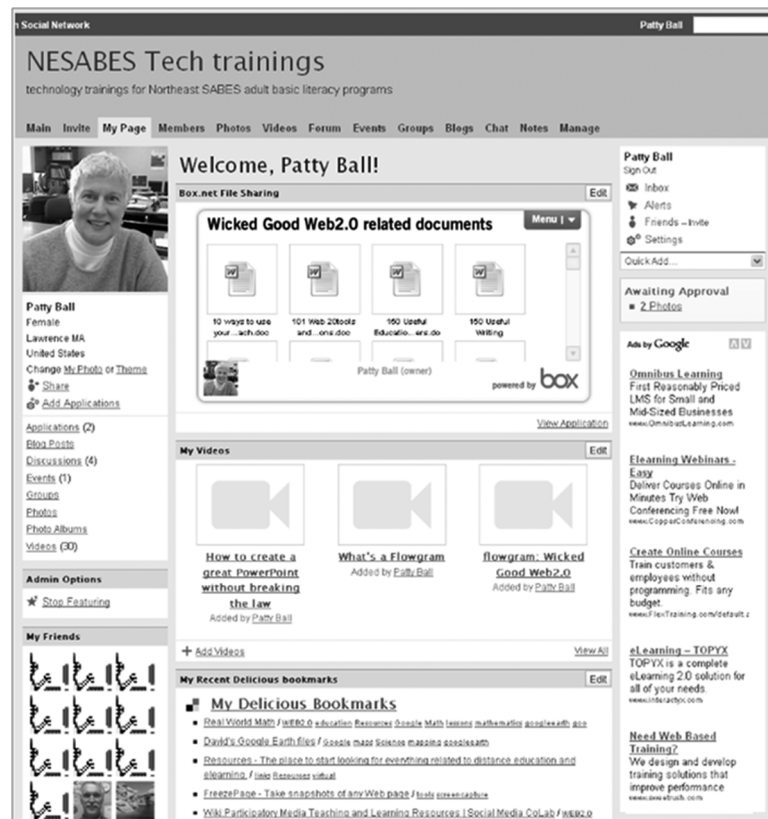 Social Network
Patty Ball
NESABES Tech trainings
technology trainings for Northeast SABES adult basic literacy programs
Main Invite My Page Members Photos Videos Forum Events Groups Blogs Chat Notes Manage
Patty Ball
Female
Lawrence MA
United States
Change My Photo or Theme
Share
Add Applications
Applications (2)
Blog Posts
Discussions (4)
Events (1)
Groups
Photos
Photo Albums
Videos (30)
Admin Options
Stop Featuring
My Friends
Welcome, Patty Ball!
Box.net File Sharing Edit
Wicked Good Web2.0 related documents
Menu
10 ways to use
your...ach.doc
101 Web 20tools
and...ons.doc
150 Useful
Educatio...ers.do
150 Useful
Writing
Patty Ball (owner)
powered by box
View Application
My Videos Edit
How to create a
great PowerPoint
without breaking
the law
Added by Patty Ball
What's a Flowgram
Added by Patty Ball
flowgram: Wicked
Good Web2.0
Added by Patty Ball
Add Videos View All
My Recent Delicious bookmarks Edit
My Delicious Bookmarks
Real World Math / WEB2.0 education Resources Google Math lessons mathematics googleearth geo
David's Google Earth files / Google maps Science mapping googleearth
Resources - The place to start looking for everything related to distance education and
elearning. / links Resources virtual
FreezePage - Take snapshots of any Web page / tools screencapture
Wiki Participatory Media Teaching and Learning Resources | Social Media CoLab / WEB2.0
Patty Ball
Sign Out
Inbox
Alerts
Friends – Invite
Settings
Quick Add...
Awaiting Approval
2 Photos
Ads by Google
Omnibus Learning
First Reasonably Priced
LMS for Small and
Mid-Sized Businesses
www.OmnibusLearning.com
Elearning Webinars -
Easy
Deliver Courses Online in
Minutes Try Web
Conferencing Free Now!
www.CopperConferencing.com
Create Online Courses
Train customers &
employees without
programming. Fits any
budget.
www.FlexTraining.com/default.a
eLearning – TOPYX
TOPYX is a complete
eLearning 2.0 solution for
all of your needs.
www.interactyx.com
Need Web Based
Training?
We design and develop
training solutions that
improve performance